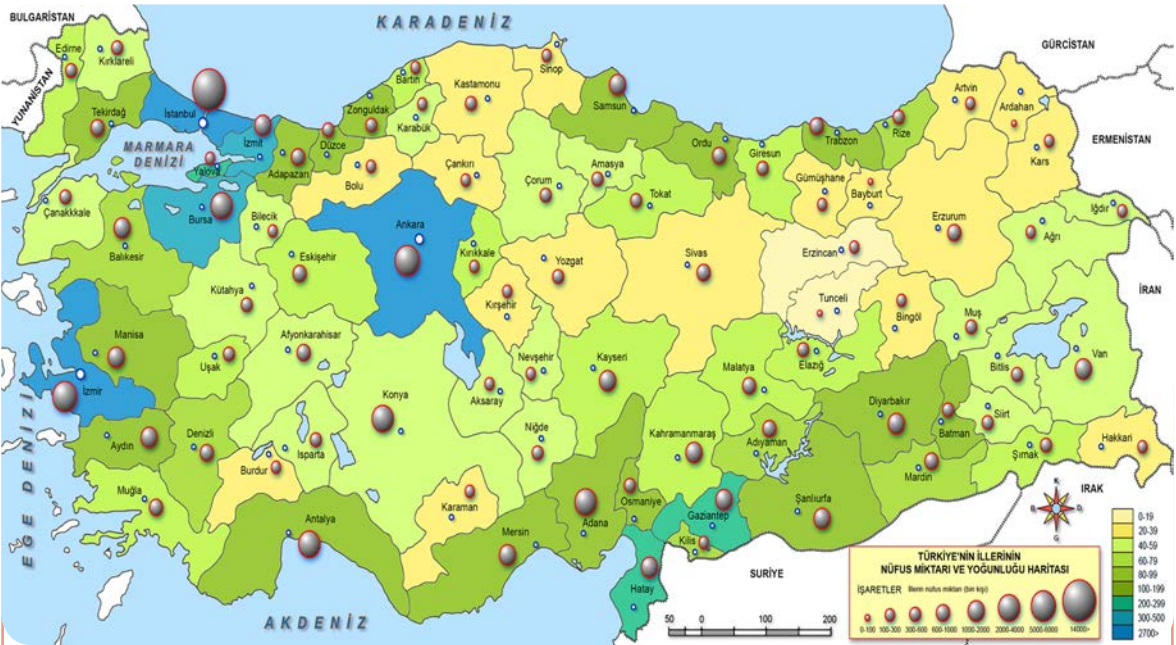 BULGARİSTAN
KARADENİZ
GÜRCİSTAN
YUNANİSTAN
ERMENİSTAN
İRAN
MARMARA
DENİZİ
EGE DENİZİ
AKDENİZ
SURİYE
IRAK
Edirne
Kırklareli
Tekirdağ
İstanbul
İzmit
Yalova
Adapazarı
Düzce
Zonguldak
Bartın
Karabük
Kastamonu
Sinop
Samsun
Ordu
Giresun
Trabzon
Rize
Artvin
Ardahan
Kars
Çanakkkale
Balıkesir
Bursa
Bilecik
Bolu
Çankırı
Çorum
Amasya
Tokat
Gümüşhane
Bayburt
Erzurum
Iğdır
Ağrı
Kütahya
Eskişehir
Ankara
Kırıkkale
Yozgat
Sivas
Erzincan
Tunceli
Bingöl
Muş
Manisa
İzmir
Uşak
Afyonkarahisar
Kırşehir
Nevşehir
Kayseri
Malatya
Elazığ
Bitlis
Van
Aydın
Denizli
Burdur
Isparta
Konya
Aksaray
Niğde
Kahramanmaraş
Adıyaman
Diyarbakır
Batman
Siirt
Şırnak
Hakkari
Muğla
Antalya
Karaman
Mersin
Adana
Osmaniye
Gaziantep
Kilis
Hatay
Şanlıurfa
Mardin
K
B
D
G
0-19
20-39
40-59
60-79
80-99
100-199
200-299
300-500
2700>
TÜRKİYE'NİN İLLERİNİN
NÜFUS MİKTARI VE YOĞUNLUĞU HARİTASI
İŞARETLER
İllerin nüfus miktarı (bin kişi)
0-100 100-300 300-600 600-1000 1000-2000 2000-4000 5000-6000 14000>
50 0 100 200